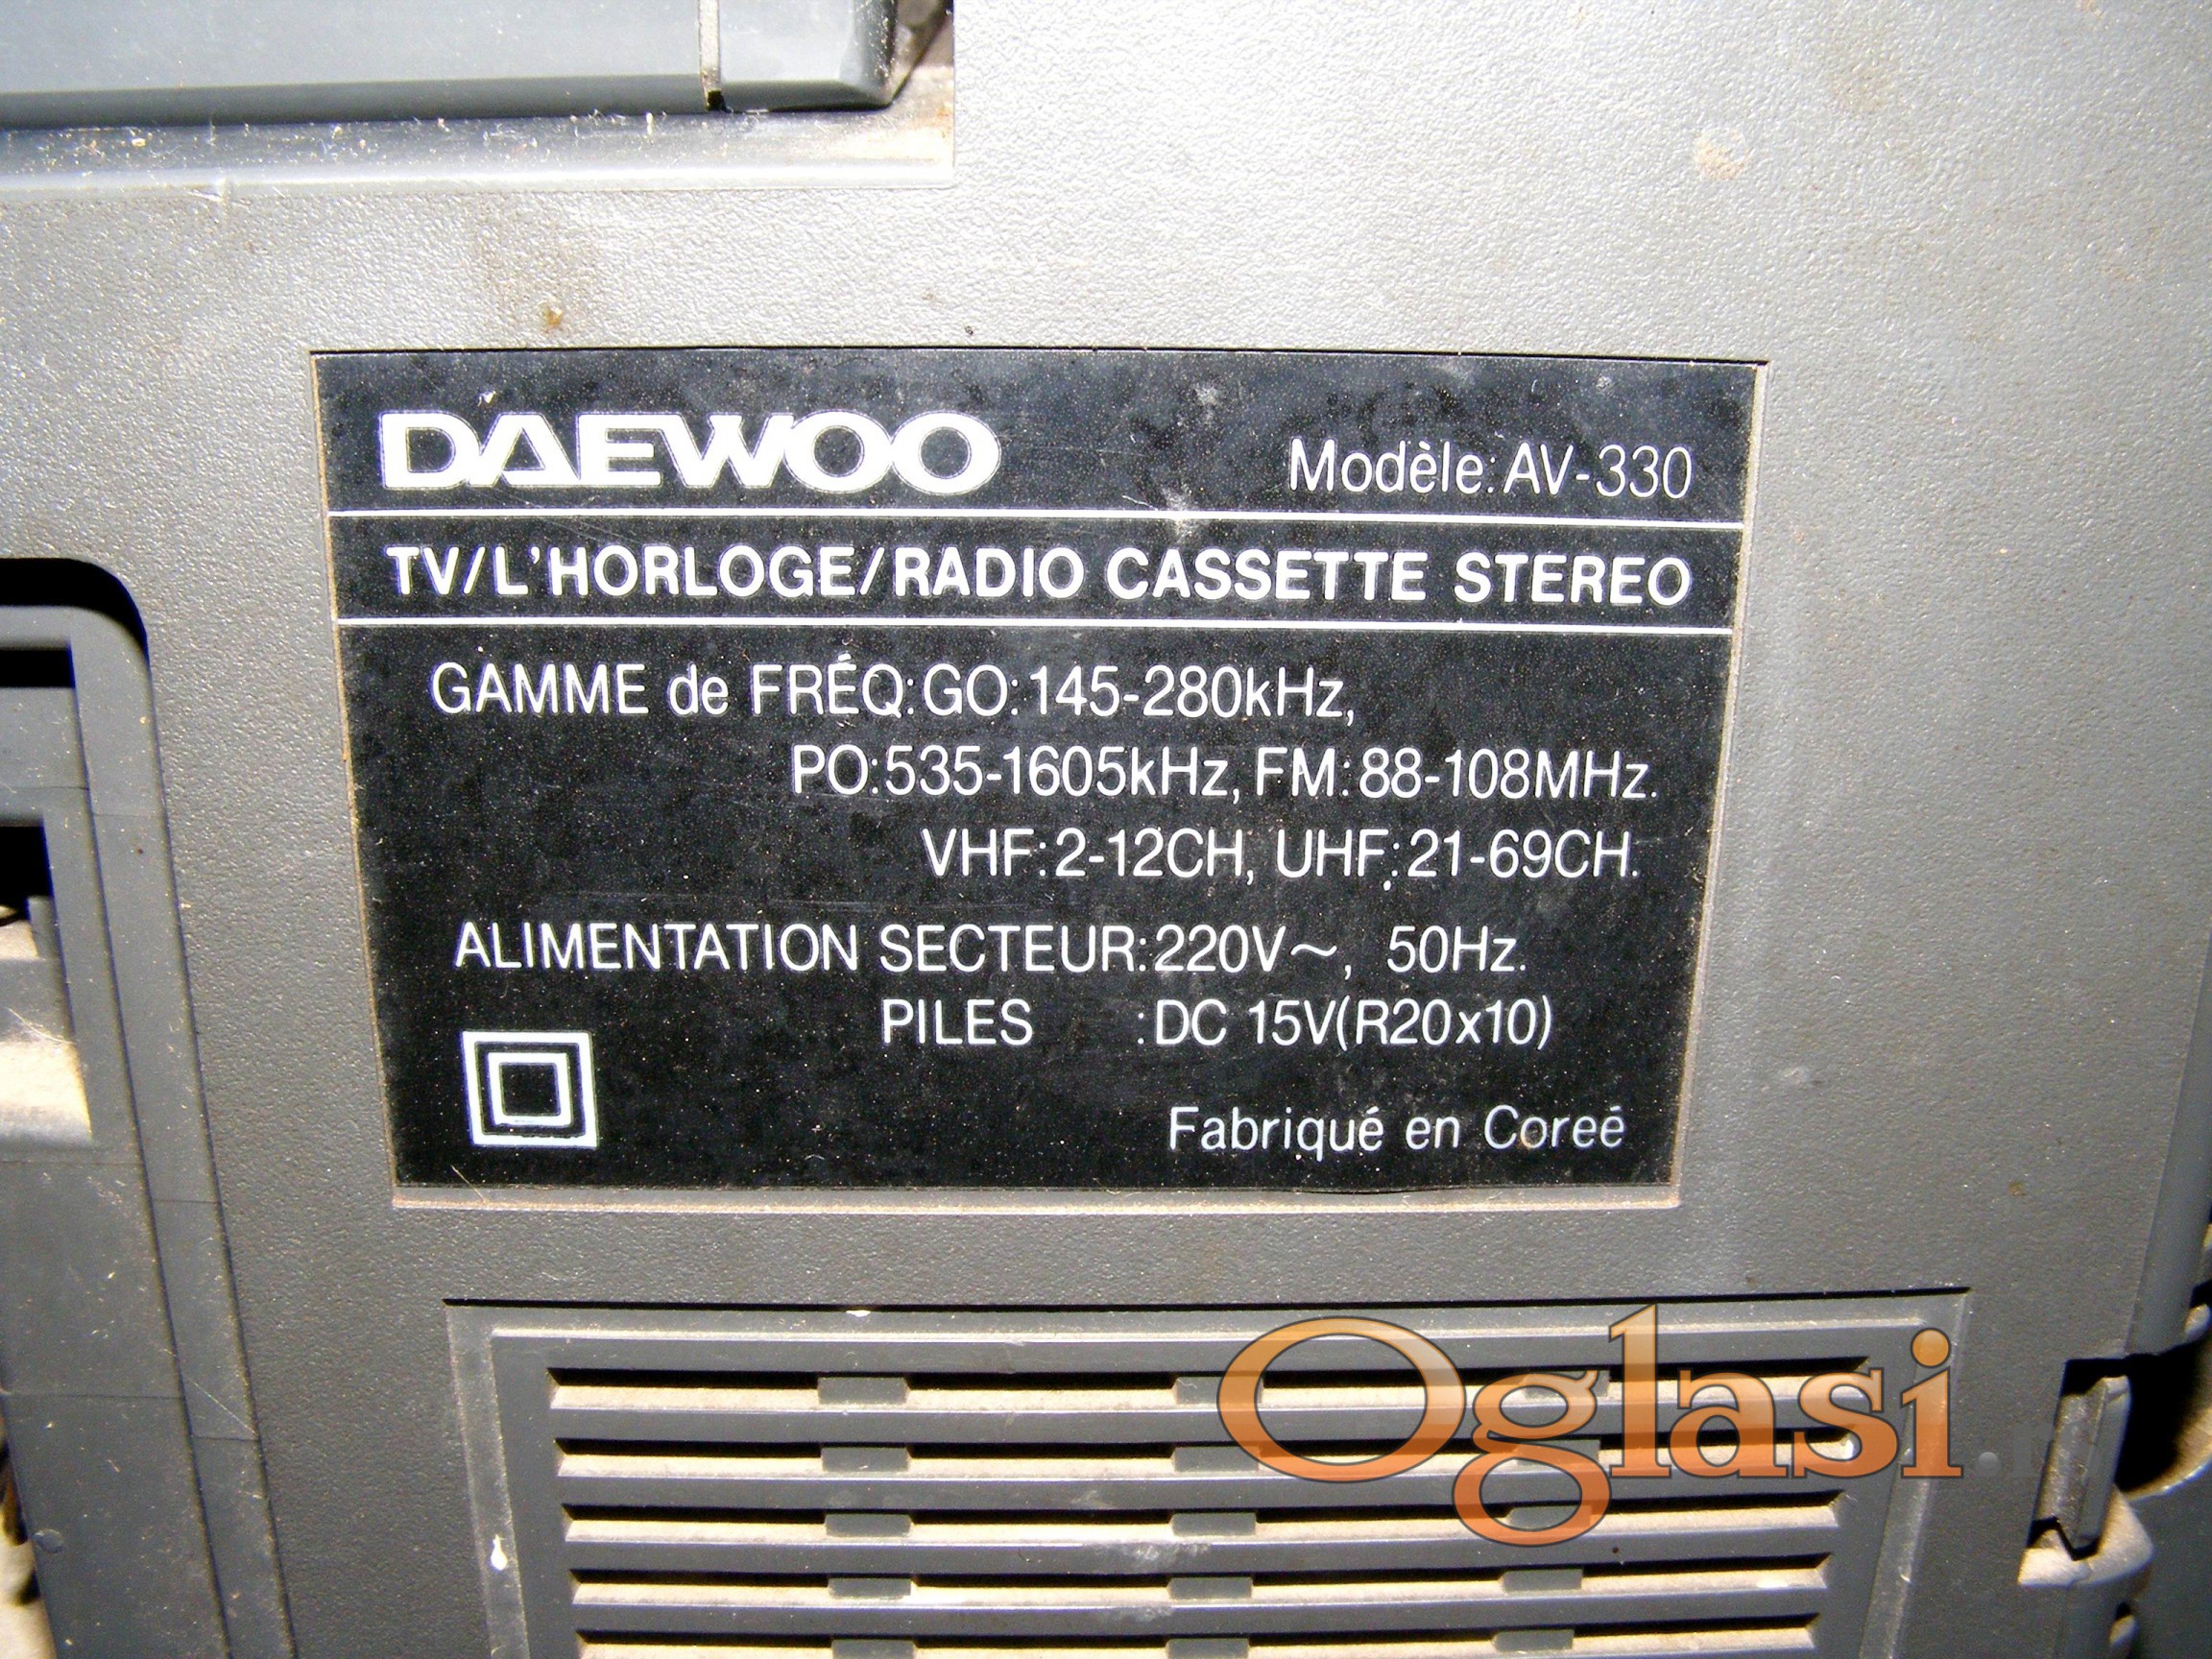 DAEWOO Modèle:AV-330
TV/L'HORLOGE/RADIO CASSETTE STEREO
GAMME de FRÉQ:GO:145-280kHz,
PO:535-1605kHz, FM:88-108MHz.
VHF:2-12CH, UHF:21-69CH.
ALIMENTATION SECTEUR:220V~, 50Hz.
PILES :DC 15V(R20x10)
Fabriqué en Coreé
Oglasi